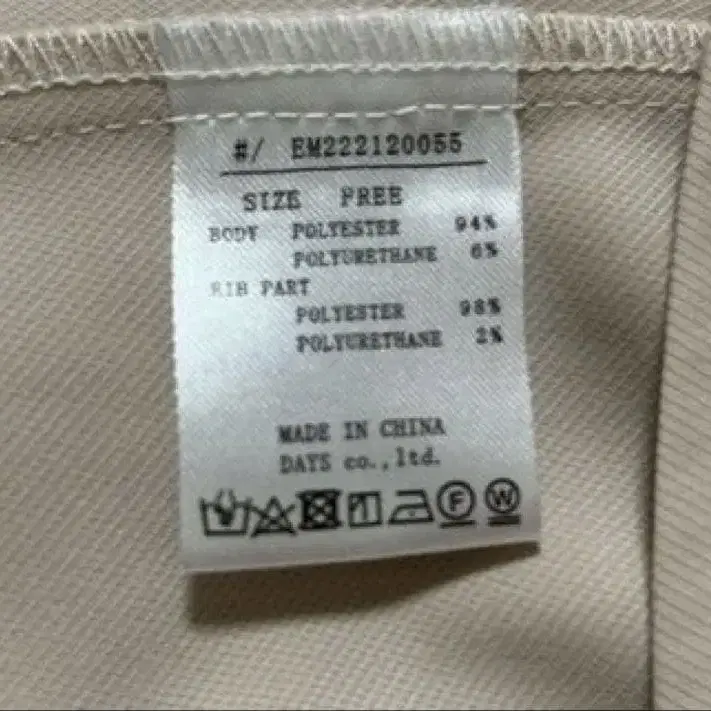 #/ EM222120055
SIZE FREE
BODY POLYESTER 94%
POLYURETHANE 6%
RIB PART
POLYESTER 98%
POLYURETHANE 2%
MADE IN CHINA
DAYS co.,ltd.
F W